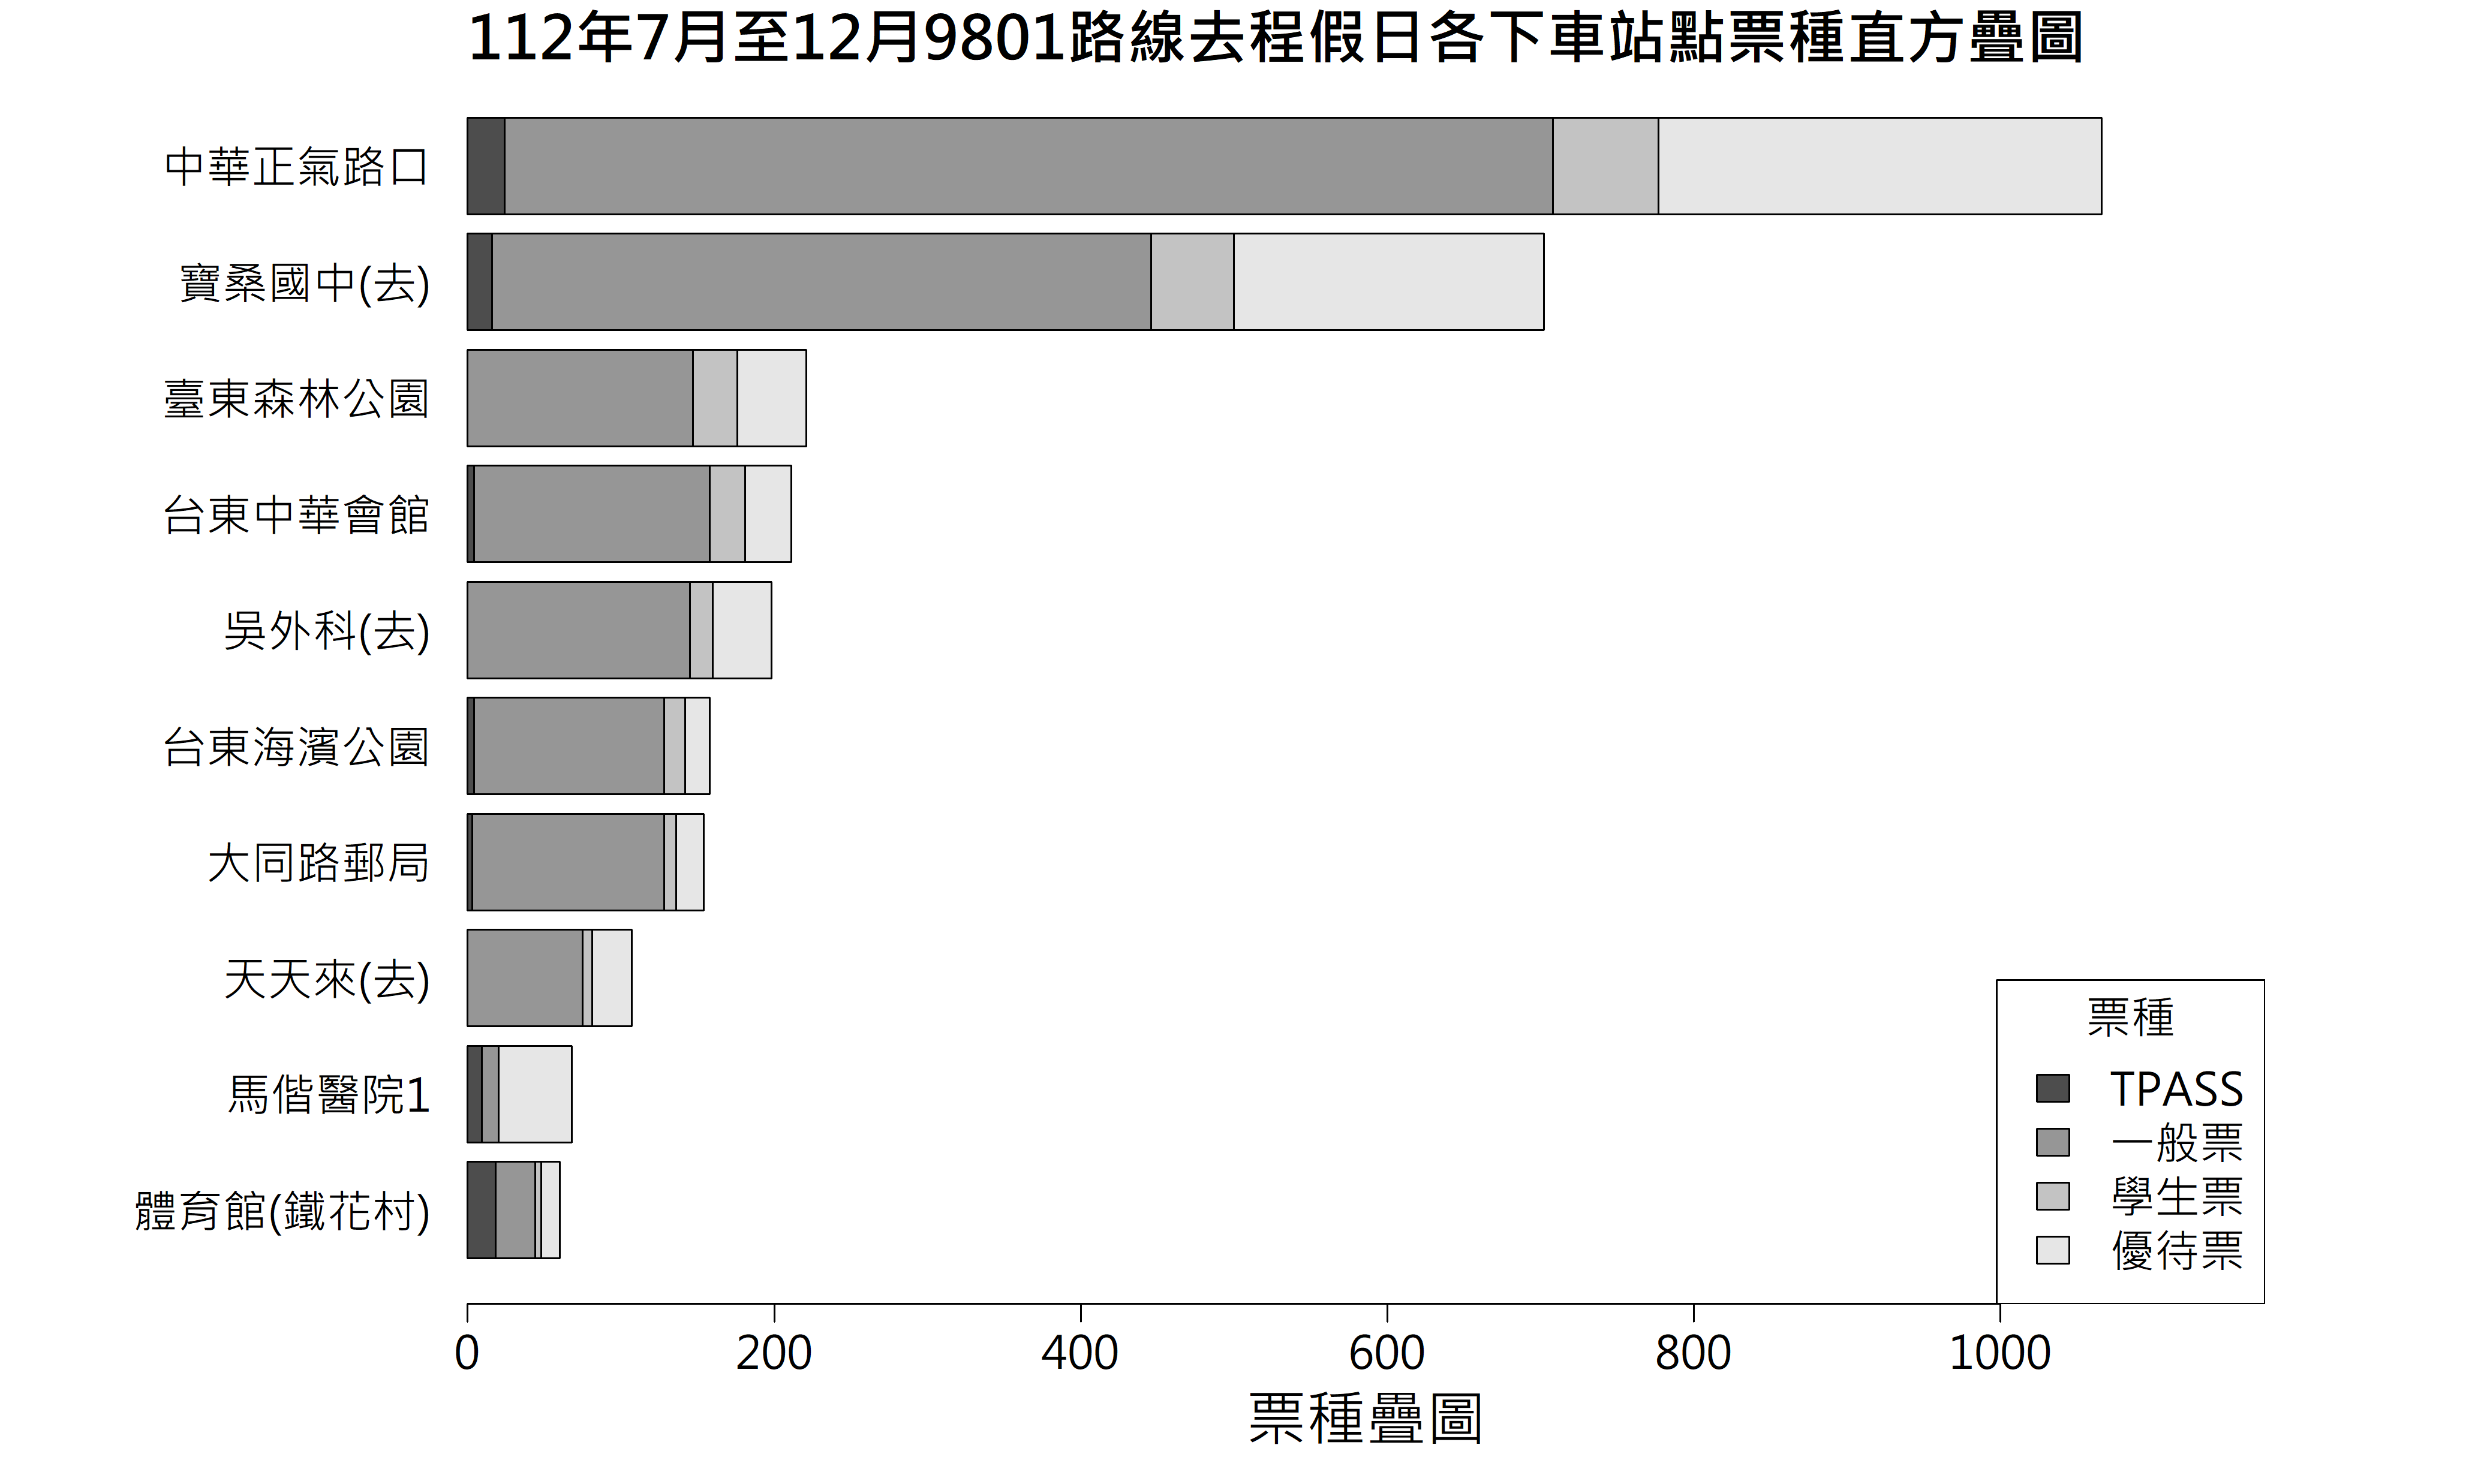 112年7月至12月9801路線去程假日各下車站點票種直方疊圖
中華正氣路口
寶桑國中(去)
臺東森林公園
台東中華會館
吳外科(去)
台東海濱公園
大同路郵局
天天來(去)
馬偕醫院1
體育館(鐵花村)
票種
TPASS
一般票
學生票
優待票
0 200 400 600 800 1000
票種疊圖